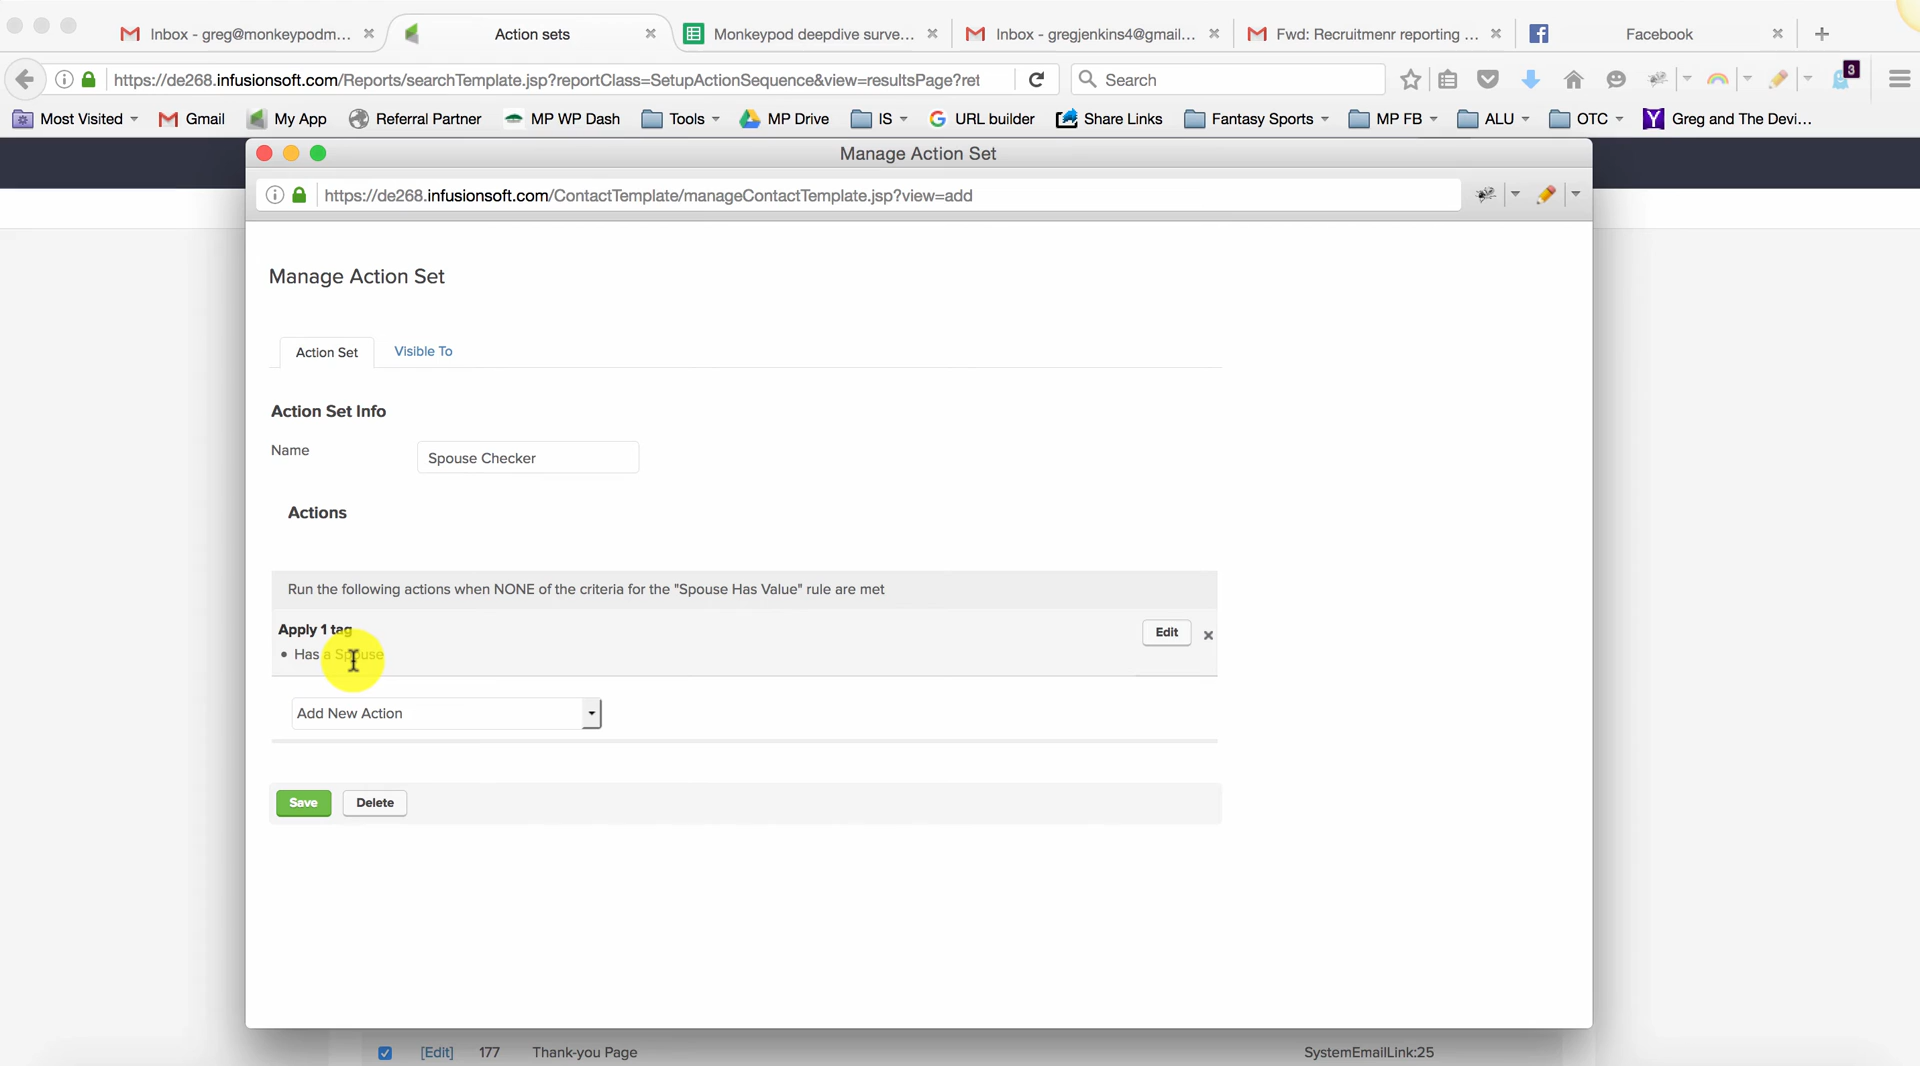 Inbox - greg@monkeypodm...
Action sets
Monkeypod deepdive surve...
Inbox - gregjenkins4@gmail....
Fwd: Recruitmenr reporting ...
Facebook
https://de268.infusionsoft.com/Reports/searchTemplate.jsp?reportClass=SetupActionSequence&view=resultsPage?ret
Search
3
Most Visited
Gmail
My App
Referral Partner
MP WP Dash
Tools
MP Drive
IS
URL builder
Share Links
Fantasy Sports
MP FB
ALU
OTC
Greg and The Devi...
Manage Action Set
https://de268.infusionsoft.com/ContactTemplate/manageContactTemplate.jsp?view=add
Manage Action Set
Action Set
Visible To
Action Set Info
Name
Spouse Checker
Actions
Run the following actions when NONE of the criteria for the "Spouse Has Value" rule are met
Apply 1 tag
Edit
• Has a Spouse
Add New Action
Save
Delete
[Edit]
177
Thank-you Page
SystemEmailLink:25